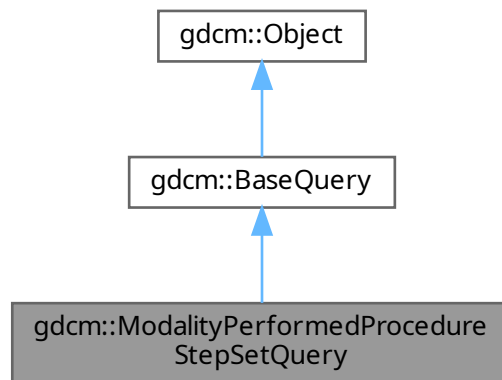 gdcm::Object
gdcm::BaseQuery
gdcm::ModalityPerformedProcedure
StepSetQuery